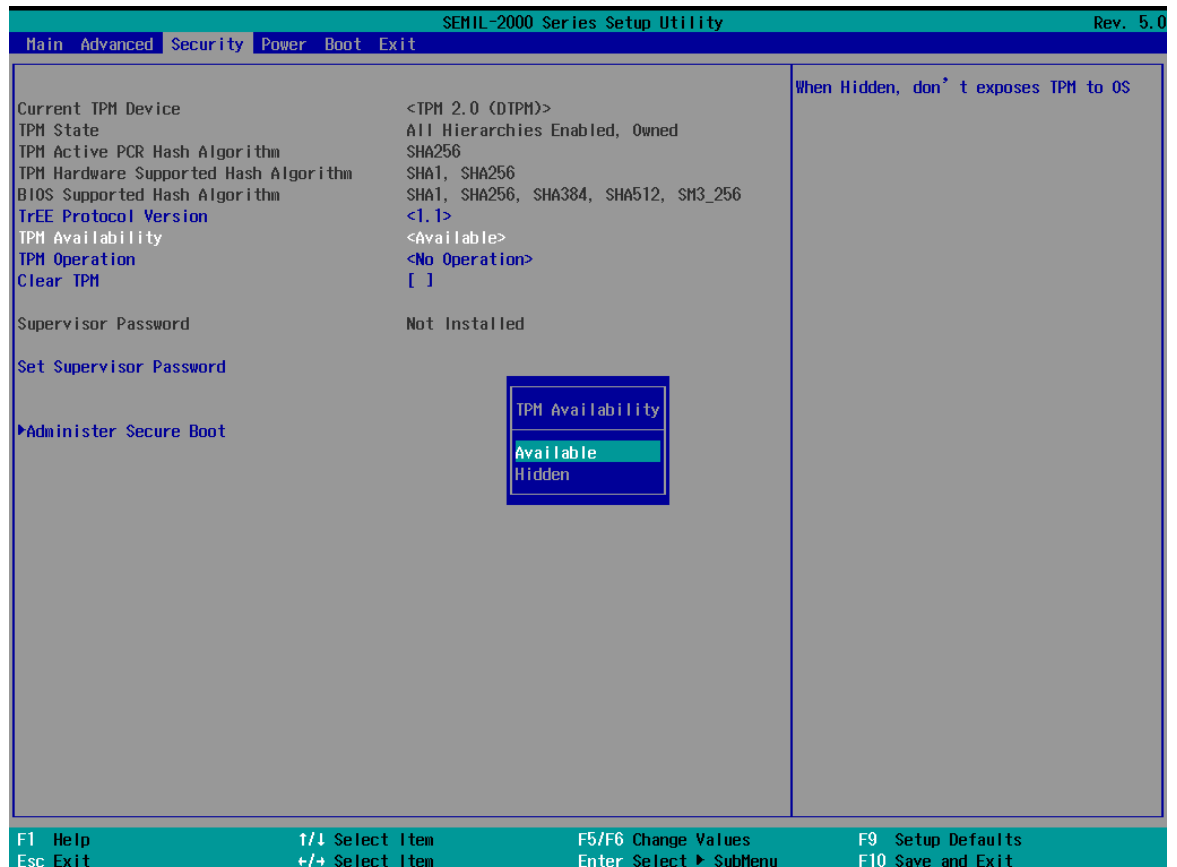 SEMIL-2000 Series Setup Utility Rev. 5.0
Main Advanced Security Power Boot Exit
When Hidden, don't exposes TPM to OS
Current TPM Device <TPM 2.0 (DTPM)>
TPM State All Hierarchies Enabled, Owned
TPM Active PCR Hash Algorithm SHA256
TPM Hardware Supported Hash Algorithm SHA1, SHA256
BIOS Supported Hash Algorithm SHA1, SHA256, SHA384, SHA512, SM3_256
TrEE Protocol Version <1.1>
TPM Availability <Available>
TPM Operation <No Operation>
Clear TPM [ ]
Supervisor Password Not Installed
Set Supervisor Password
▶Administer Secure Boot
TPM Availability
Available
Hidden
F1 Help ↑/↓ Select Item F5/F6 Change Values F9 Setup Defaults
Esc Exit ←/→ Select Item Enter Select ▶ SubMenu F10 Save and Exit